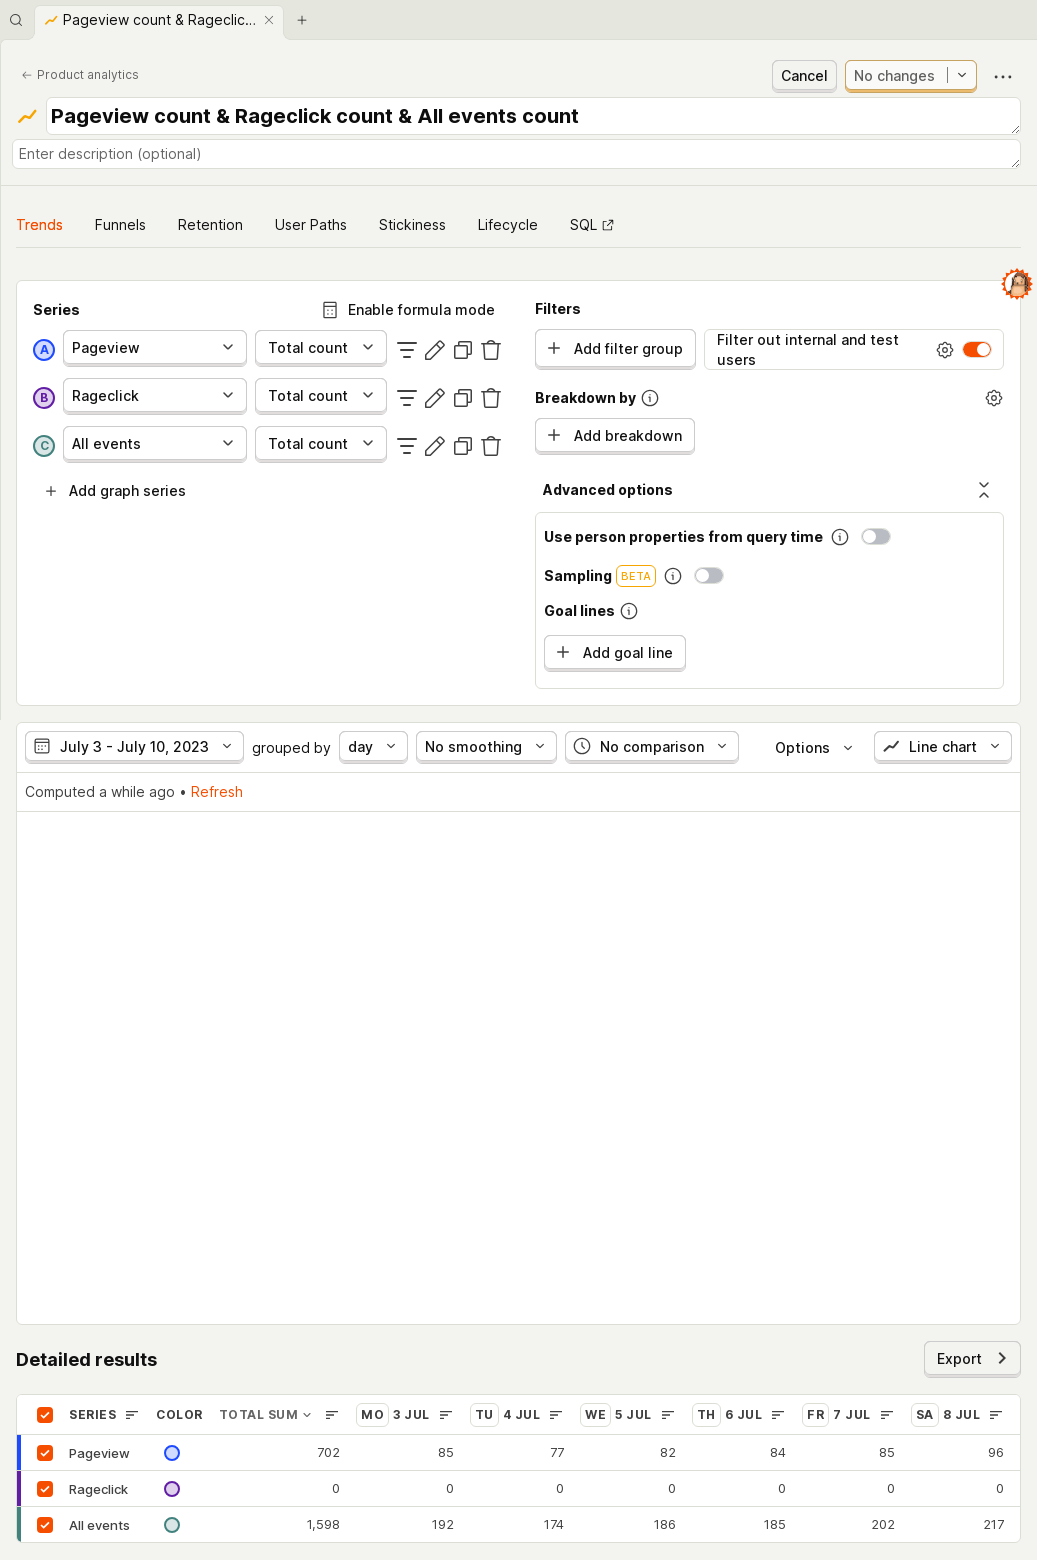 Pageview count & Rageclic...
Product analytics
Cancel
No changes
Pageview count & Rageclick count & All events count
Enter description (optional)
Trends Funnels Retention User Paths Stickiness Lifecycle SQL
Series Enable formula mode
A Pageview Total count
B Rageclick Total count
C All events Total count
Add graph series
Filters
Add filter group
Filter out internal and test
users
Breakdown by
Add breakdown
Advanced options
Use person properties from query time
Sampling BETA
Goal lines
Add goal line
July 3 - July 10, 2023 grouped by day No smoothing No comparison Options Line chart
Computed a while ago • Refresh
Detailed results
Export
SERIES COLOR TOTAL SUM MO 3 JUL TU 4 JUL WE 5 JUL TH 6 JUL FR 7 JUL SA 8 JUL
Pageview 702 85 77 82 84 85 96
Rageclick 0 0 0 0 0 0 0
All events 1,598 192 174 186 185 202 217